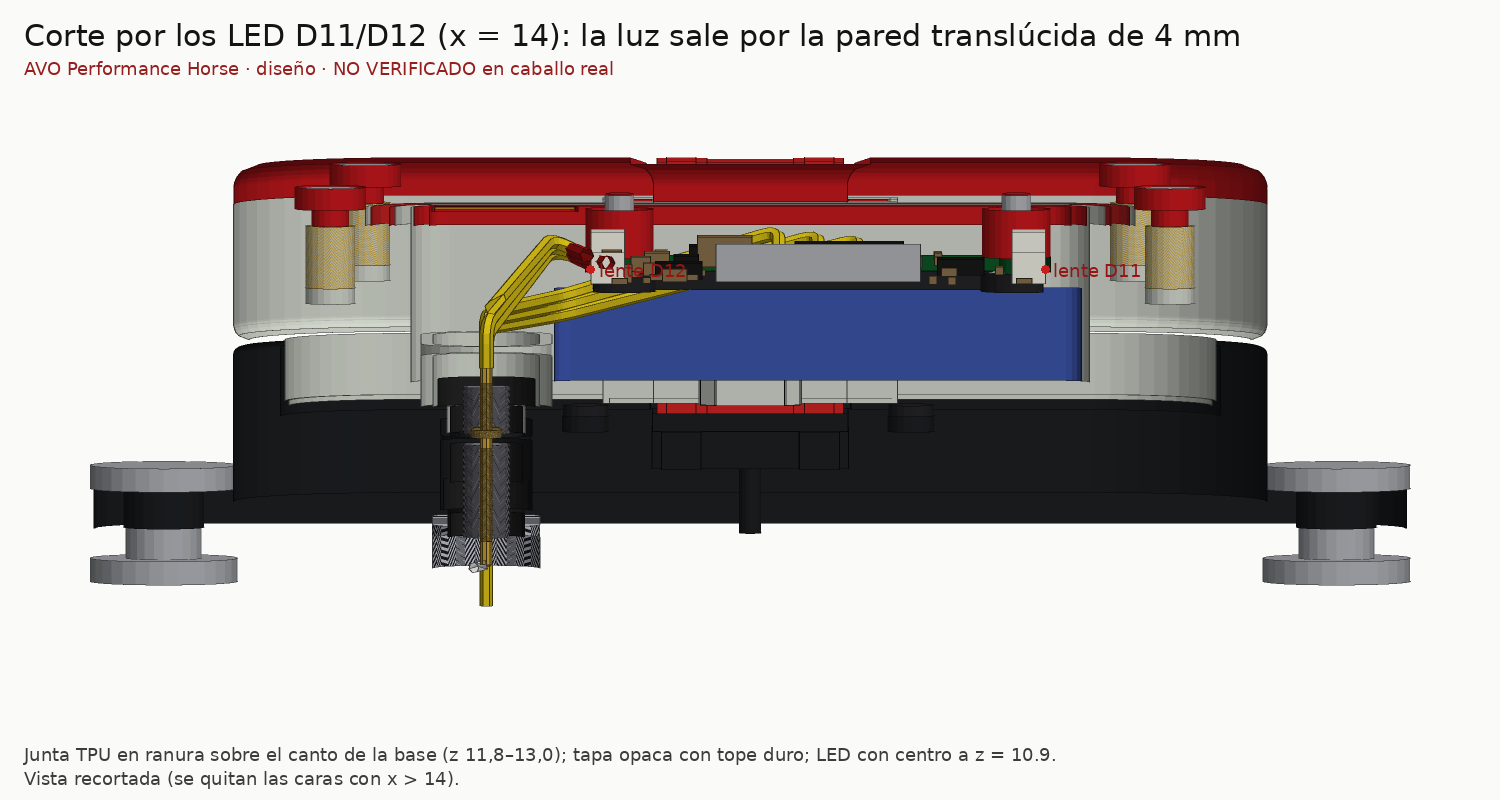 Corte por los LED D11/D12 (x = 14): la luz sale por la pared translúcida de 4 mm
AVO Performance Horse · diseño · NO VERIFICADO en caballo real
lente D12
lente D11
Junta TPU en ranura sobre el canto de la base (z 11,8–13,0); tapa opaca con tope duro; LED con centro a z = 10.9.
Vista recortada (se quitan las caras con x > 14).